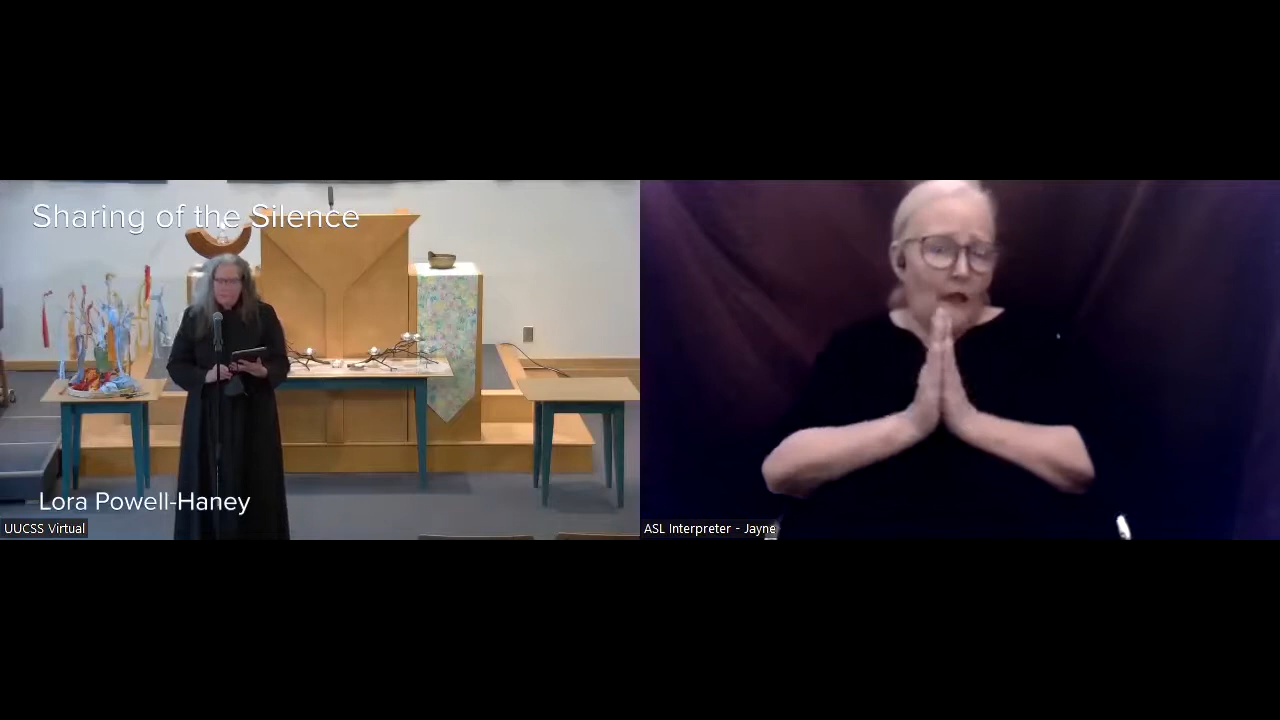 Sharing of the Silence
Lora Powell-Haney
UUCSS Virtual
ASL Interpreter - Jayne